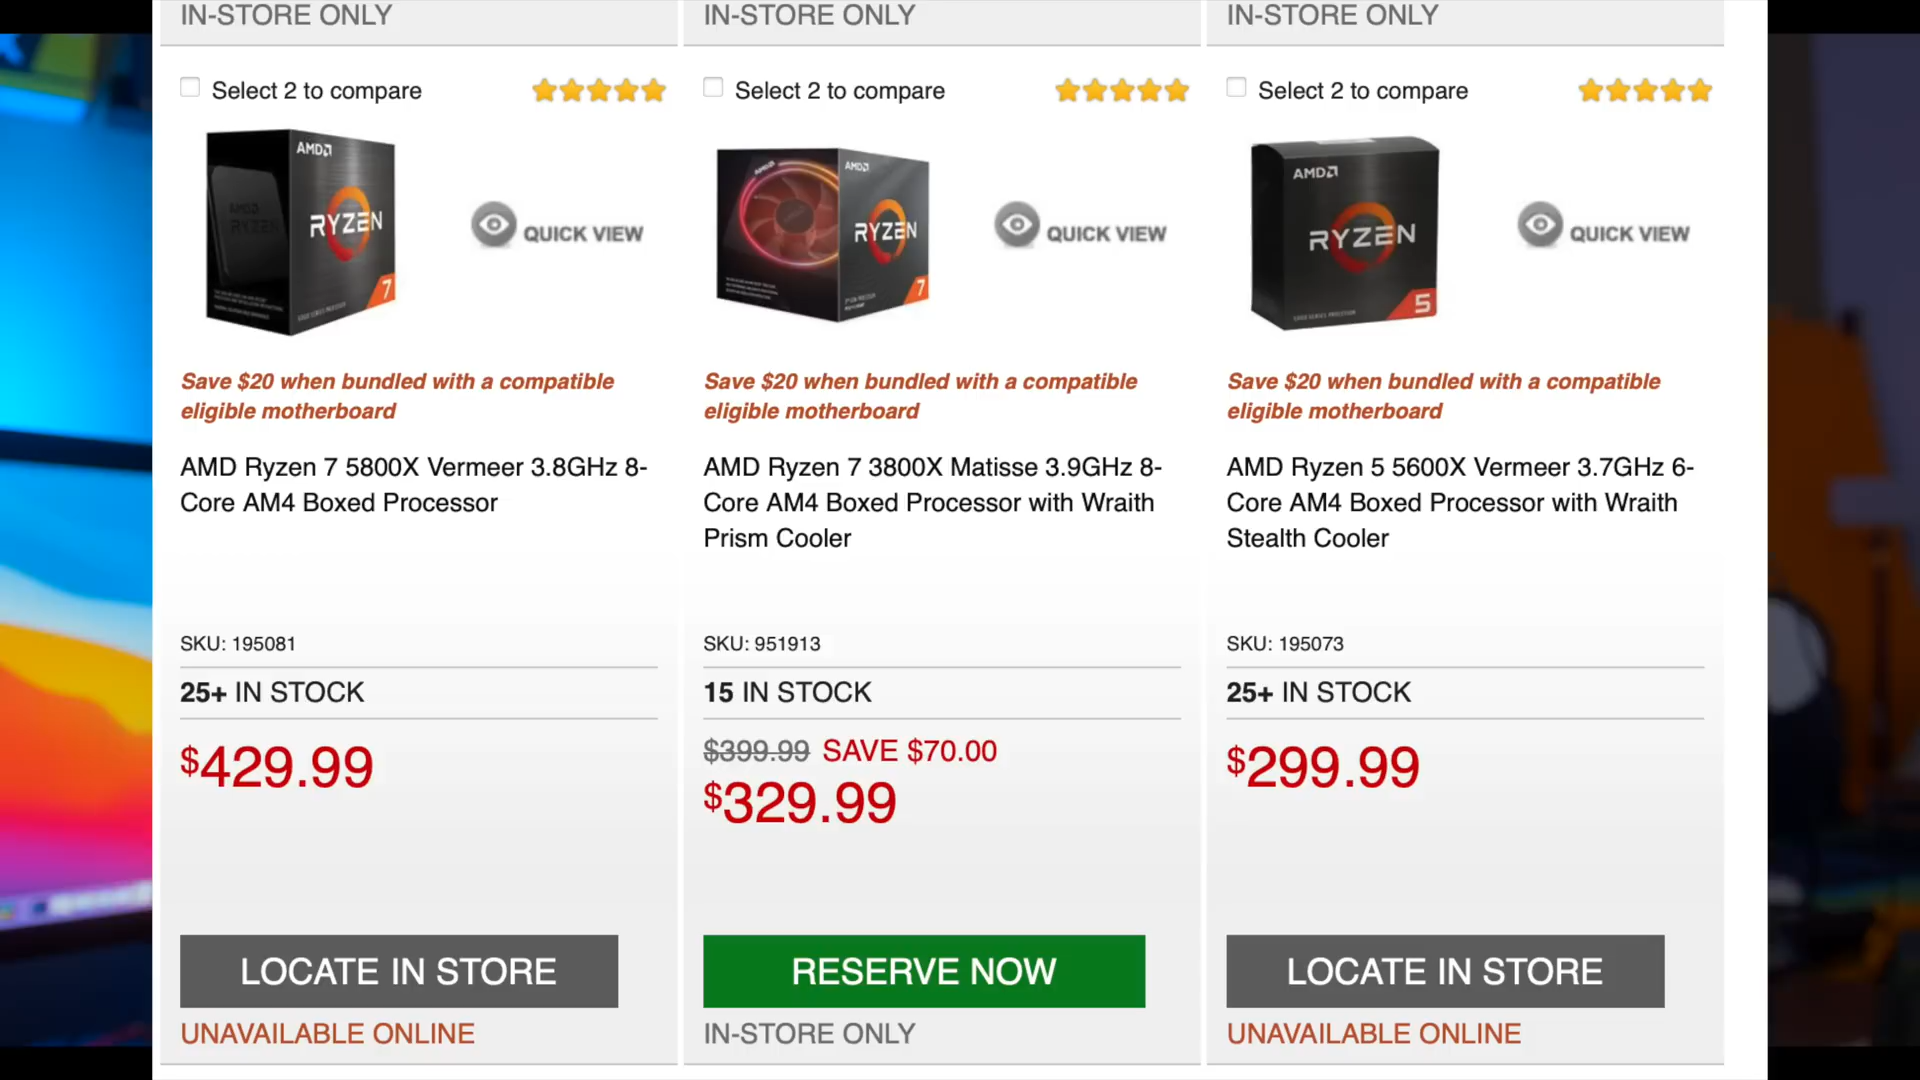 IN-STORE ONLY
IN-STORE ONLY
IN-STORE ONLY
Select 2 to compare
AMD
RYZEN
7
QUICK VIEW
Save $20 when bundled with a compatible
eligible motherboard
AMD Ryzen 7 5800X Vermeer 3.8GHz 8-
Core AM4 Boxed Processor
SKU: 195081
25+ IN STOCK
$429.99
LOCATE IN STORE
UNAVAILABLE ONLINE
Select 2 to compare
AMD
RYZEN
7
QUICK VIEW
Save $20 when bundled with a compatible
eligible motherboard
AMD Ryzen 7 3800X Matisse 3.9GHz 8-
Core AM4 Boxed Processor with Wraith
Prism Cooler
SKU: 951913
15 IN STOCK
$399.99 SAVE $70.00
$329.99
RESERVE NOW
IN-STORE ONLY
Select 2 to compare
AMD
RYZEN
5
QUICK VIEW
Save $20 when bundled with a compatible
eligible motherboard
AMD Ryzen 5 5600X Vermeer 3.7GHz 6-
Core AM4 Boxed Processor with Wraith
Stealth Cooler
SKU: 195073
25+ IN STOCK
$299.99
LOCATE IN STORE
UNAVAILABLE ONLINE